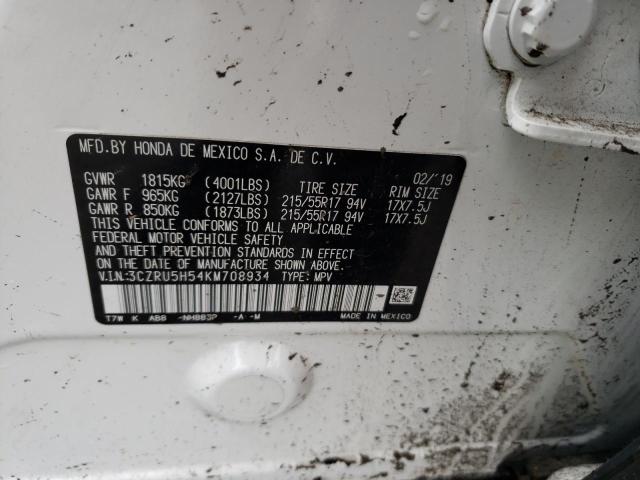 MFD.BY HONDA DE MEXICO S.A. DE C.V.
02/'19
GVWR 1815KG (4001LBS) TIRE SIZE RIM SIZE
GAWR F 965KG (2127LBS) 215/55R17 94V 17X7.5J
GAWR R 850KG (1873LBS) 215/55R17 94V 17X7.5J
THIS VEHICLE CONFORMS TO ALL APPLICABLE
FEDERAL MOTOR VEHICLE SAFETY
AND THEFT PREVENTION STANDARDS IN EFFECT
ON THE DATE OF MANUFACTURE SHOWN ABOVE.
V.I.N:3CZRU5H54KM708934 TYPE: MPV
T7W K ABB -NH883P -A -M MADE IN MEXICO